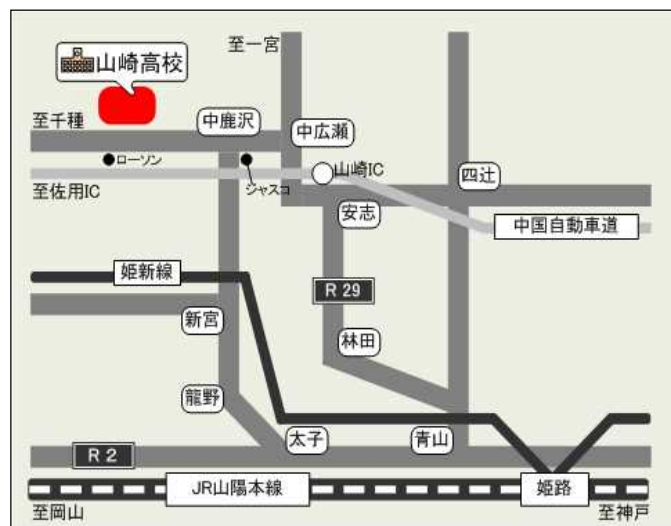 至一宮
山崎高校
至千種
中鹿沢
中広瀬
ローソン
山崎IC
四辻
至佐用IC
ジャスコ
安志
中国自動車道
姫新線
R 29
新宮
林田
龍野
太子
青山
R 2
JR山陽本線
姫路
至岡山
至神戸